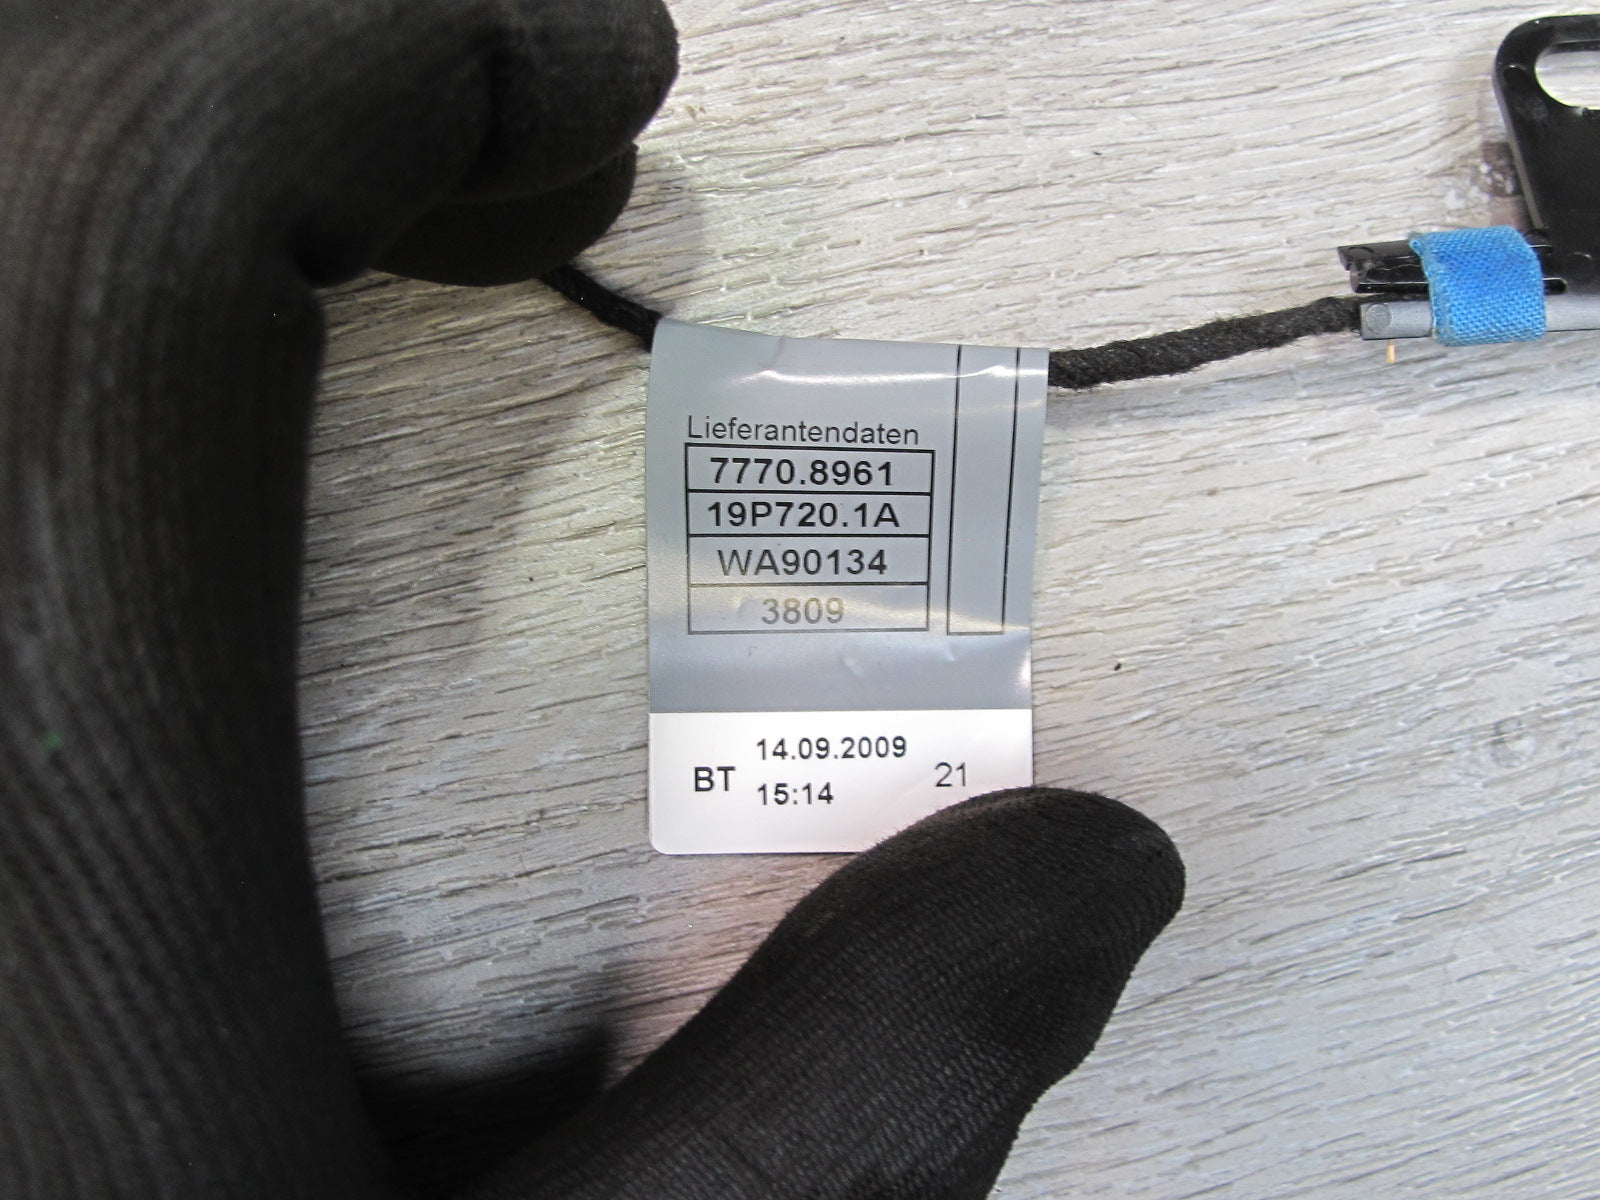 Lieferantendaten
7770.8961
19P720.1A
WA90134
3809
BT
14.09.2009
15:14
21